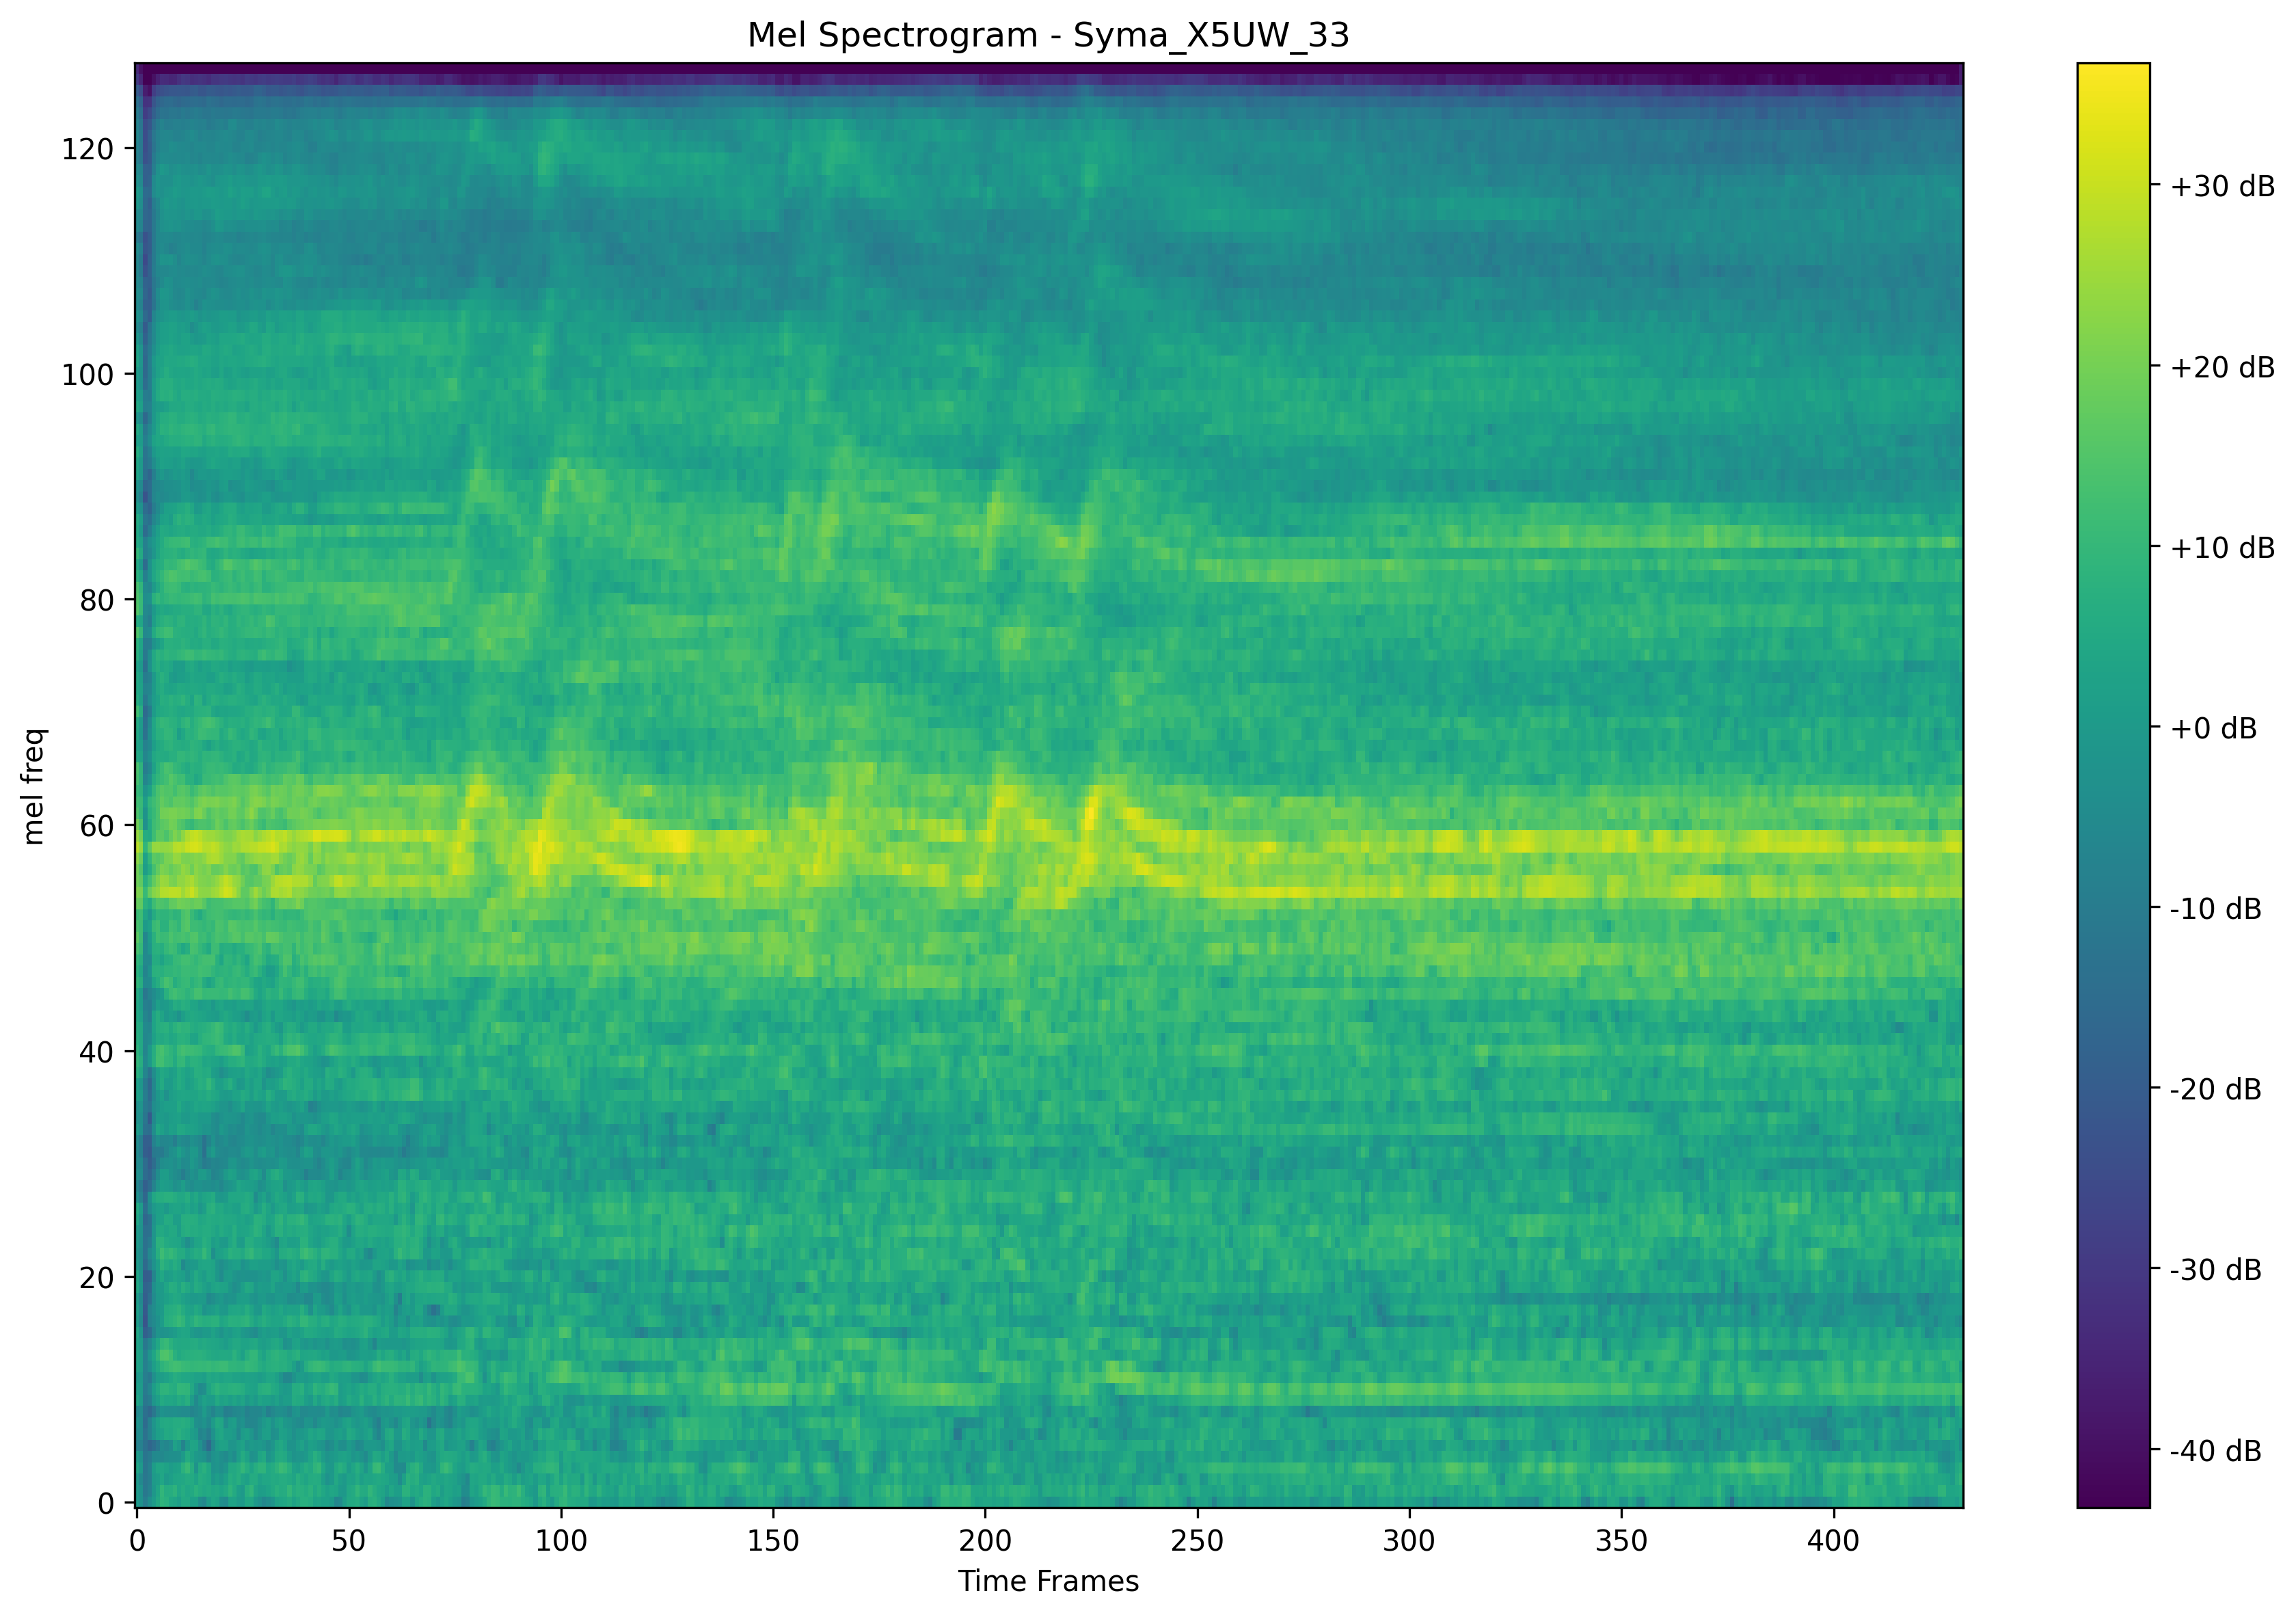 Mel Spectrogram - Syma_X5UW_33
mel freq
120
100
80
60
40
20
0
0 50 100 150 200 250 300 350 400
Time Frames
+30 dB
+20 dB
+10 dB
+0 dB
-10 dB
-20 dB
-30 dB
-40 dB